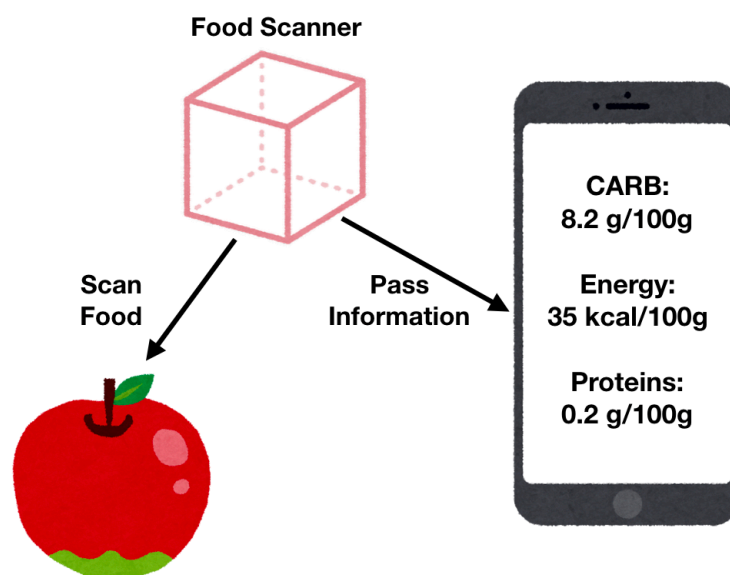 Food Scanner
Scan
Food
Pass
Information
CARB:
8.2 g/100g
Energy:
35 kcal/100g
Proteins:
0.2 g/100g